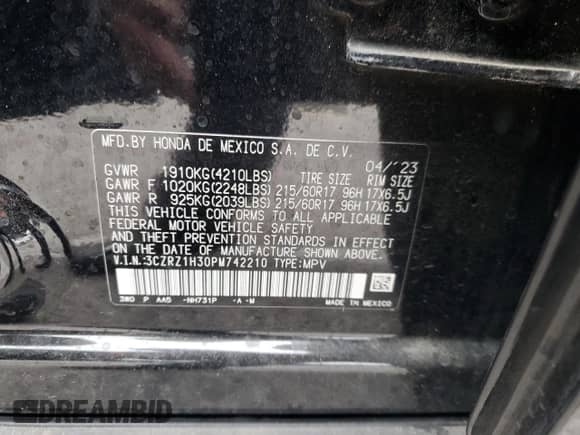 MFD.BY HONDA DE MEXICO S.A. DE C.V.
04/'23
GVWR 1910KG(4210LBS) TIRE SIZE RIM SIZE
GAWR F 1020KG(2248LBS) 215/60R17 96H 17X6.5J
GAWR R 925KG(2039LBS) 215/60R17 96H 17X6.5J
THIS VEHICLE CONFORMS TO ALL APPLICABLE
FEDERAL MOTOR VEHICLE SAFETY
AND THEFT PREVENTION STANDARDS IN EFFECT
ON THE DATE OF MANUFACTURE SHOWN ABOVE.
V.I.N.:3CZRZ1H30PM742210 TYPE:MPV
3W0 P AA5 -NH731P -A-M
MADE IN MEXICO
DREAMBID